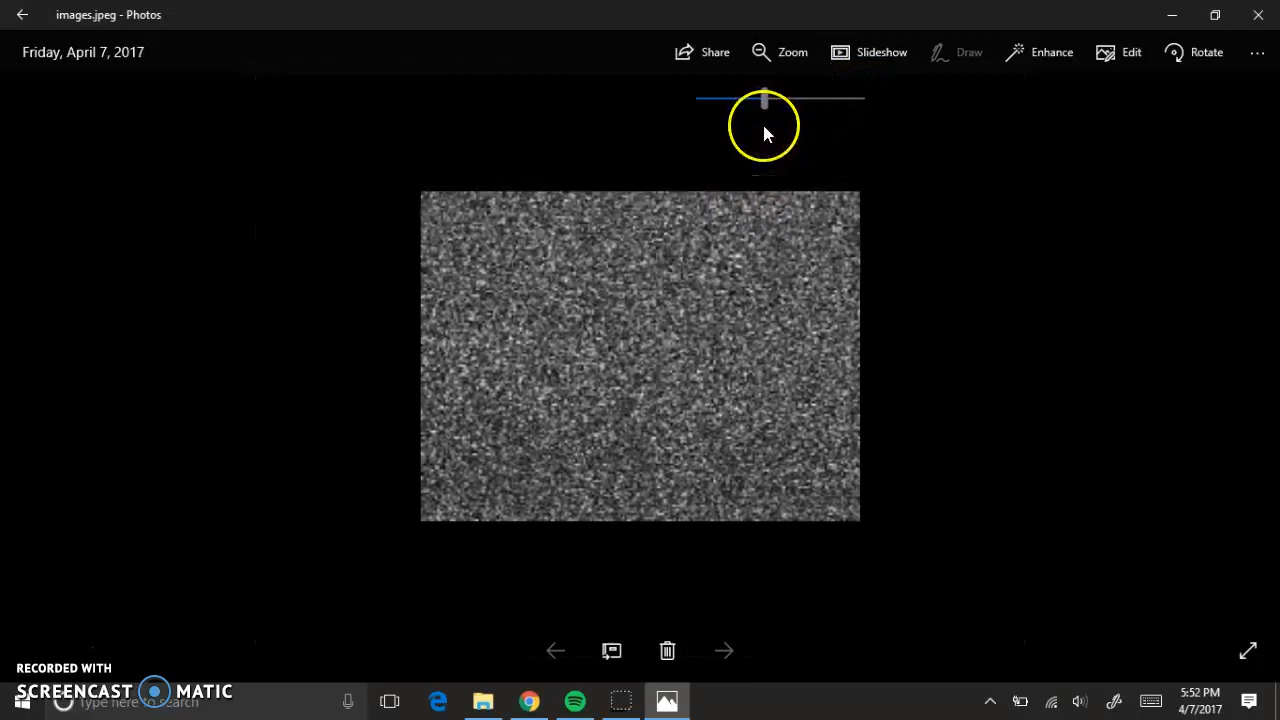 images.jpeg - Photos
Friday, April 7, 2017
Share
Zoom
Slideshow
Draw
Enhance
Edit
Rotate
RECORDED WITH
SCREENCAST MATIC
Type here to search
5:52 PM
4/7/2017